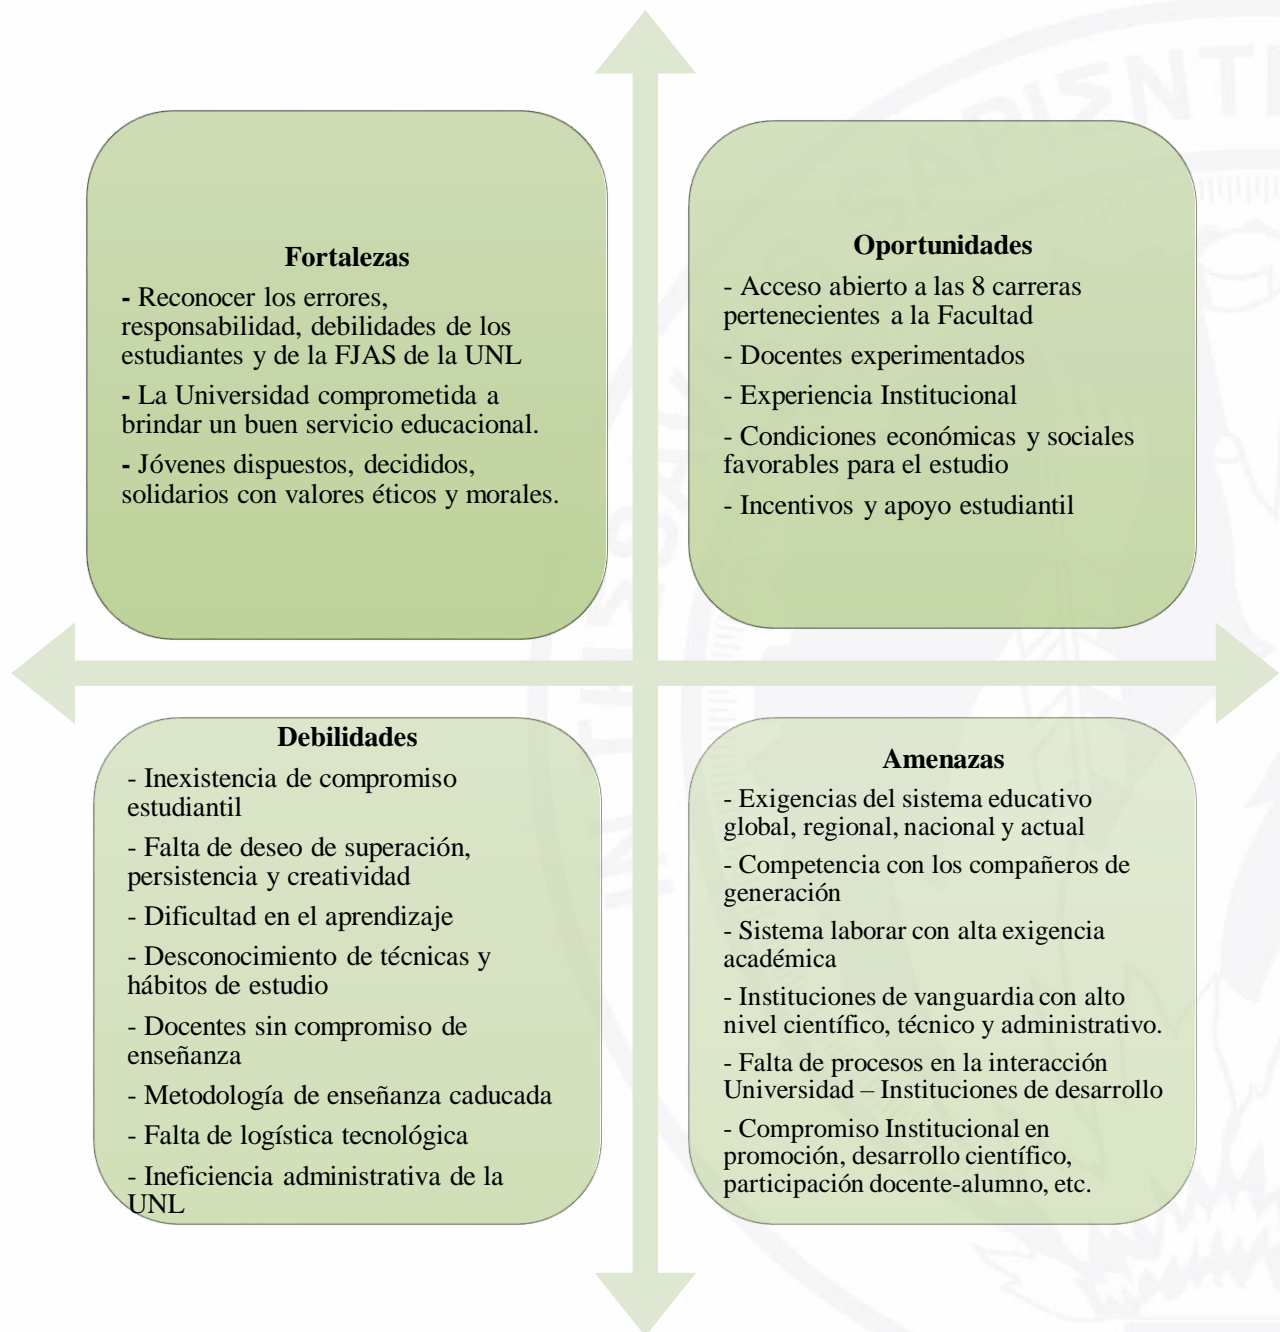 Fortalezas
- Reconocer los errores,
responsabilidad, debilidades de los
estudiantes y de la FJAS de la UNL
- La Universidad comprometida a
brindar un buen servicio educacional.
- Jóvenes dispuestos, decididos,
solidarios con valores éticos y morales.
Oportunidades
- Acceso abierto a las 8 carreras
pertenecientes a la Facultad
- Docentes experimentados
- Experiencia Institucional
- Condiciones económicas y sociales
favorables para el estudio
- Incentivos y apoyo estudiantil
Debilidades
- Inexistencia de compromiso
estudiantil
- Falta de deseo de superación,
persistencia y creatividad
- Dificultad en el aprendizaje
- Desconocimiento de técnicas y
hábitos de estudio
- Docentes sin compromiso de
enseñanza
- Metodología de enseñanza caducada
- Falta de logística tecnológica
- Ineficiencia administrativa de la
UNL
Amenazas
- Exigencias del sistema educativo
global, regional, nacional y actual
- Competencia con los compañeros de
generación
- Sistema laborar con alta exigencia
académica
- Instituciones de vanguardia con alto
nivel científico, técnico y administrativo.
- Falta de procesos en la interacción
Universidad – Instituciones de desarrollo
- Compromiso Institucional en
promoción, desarrollo científico,
participación docente-alumno, etc.